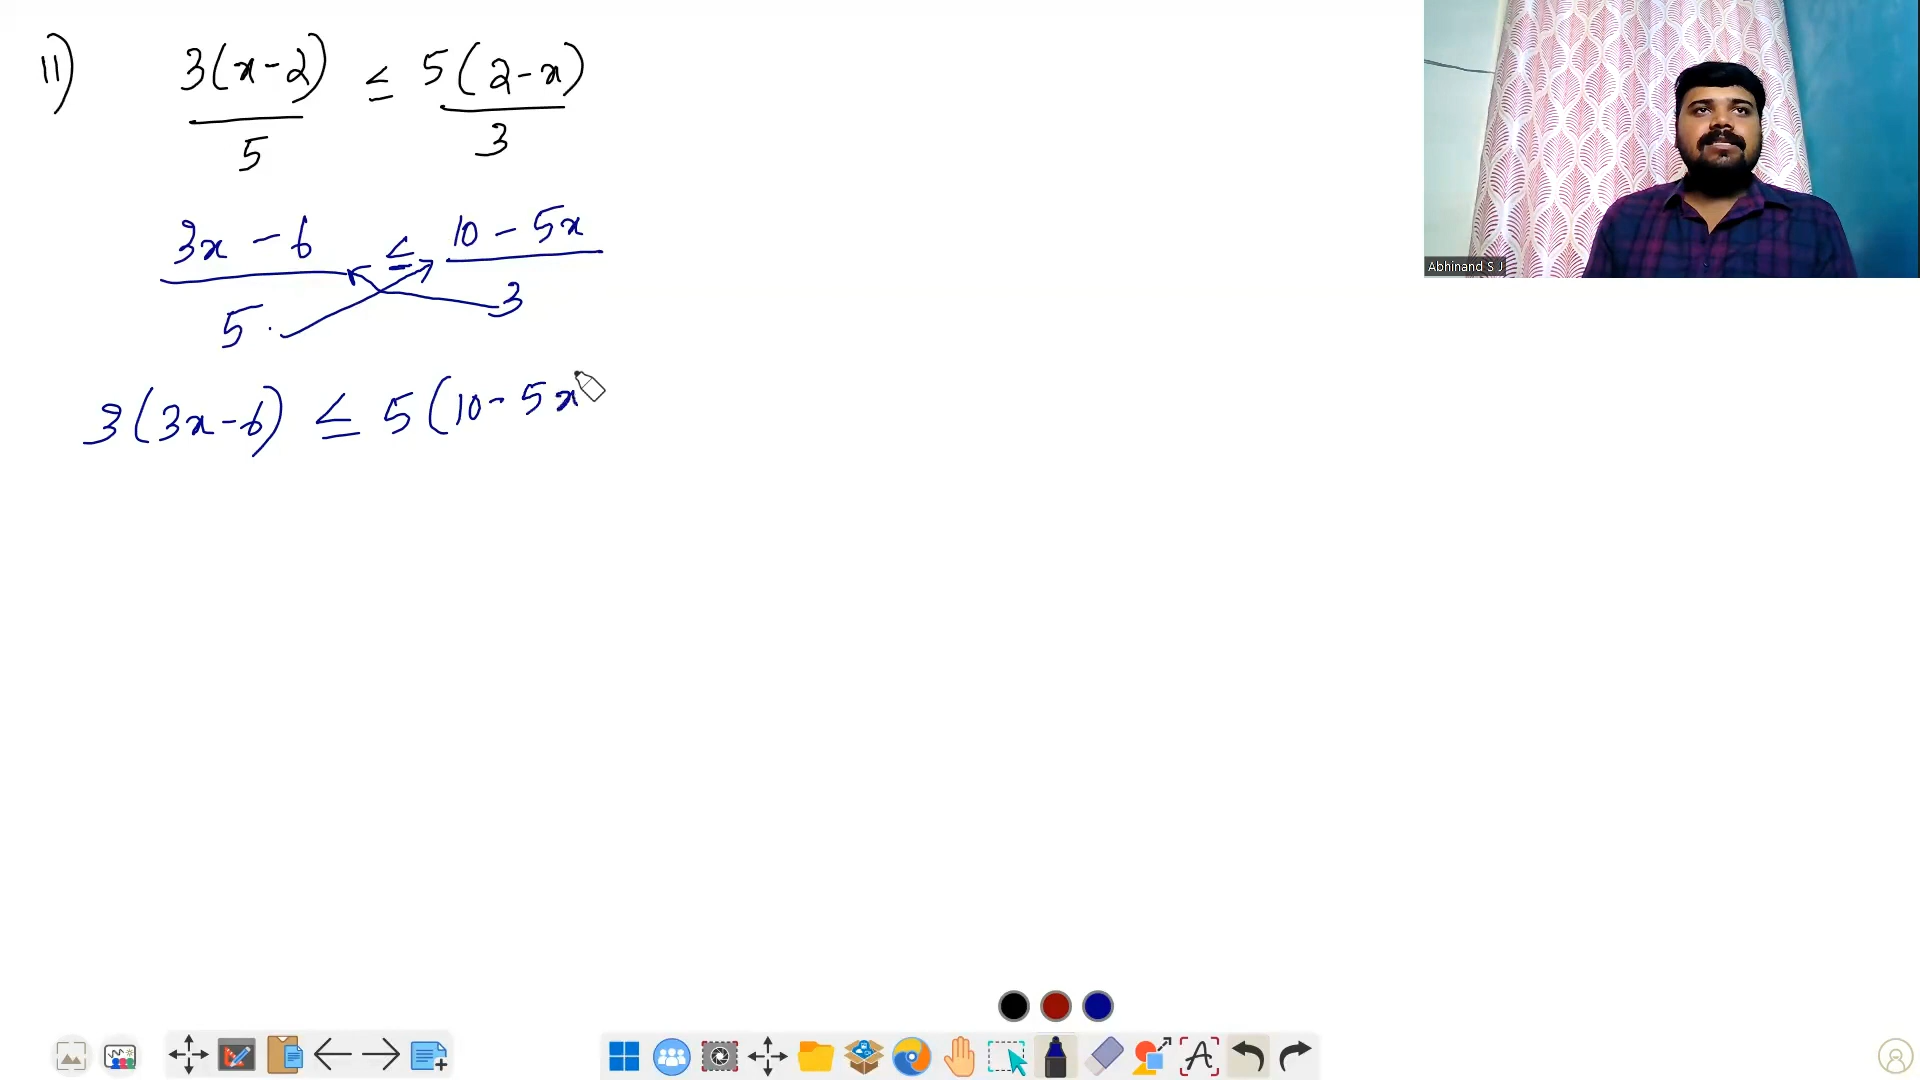 11) 3(x-2) ≤ 5(2-x)
5 3
3x - 6 ≤ 10 - 5x
5 3
3(3x-6) ≤ 5(10-5x
Abhinand S J